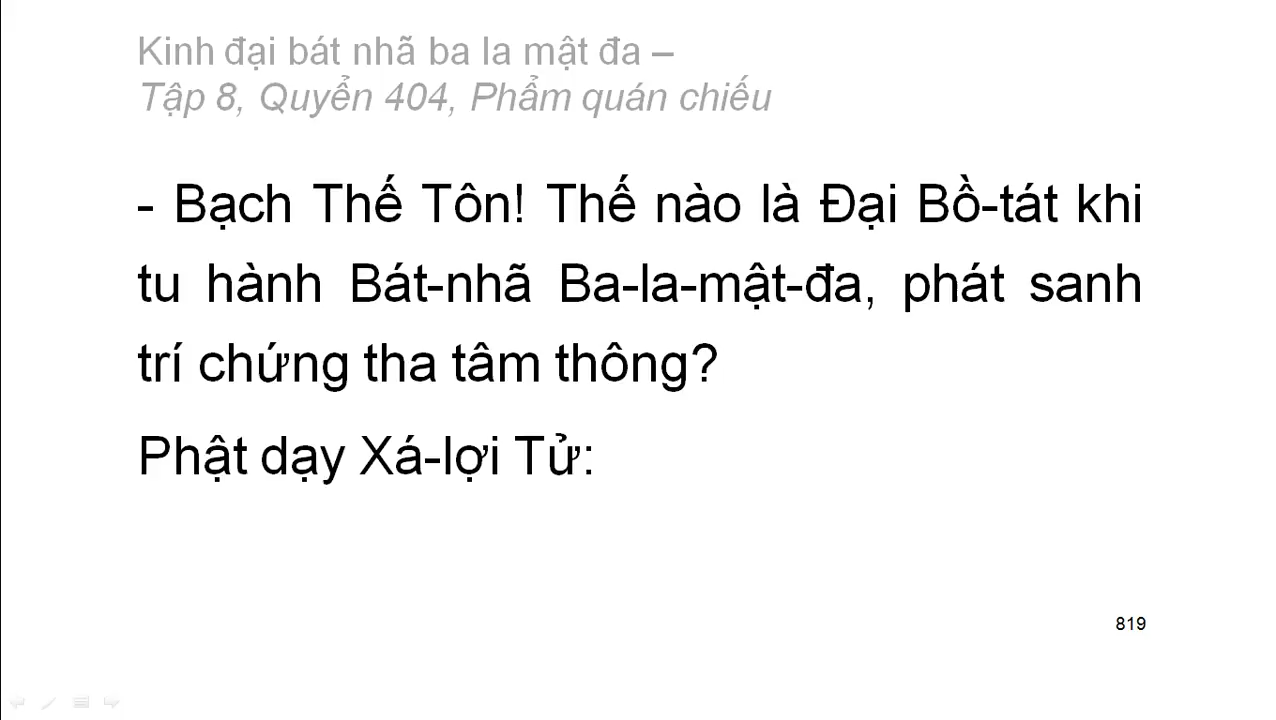 Kinh đại bát nhã ba la mật đa –
Tập 8, Quyển 404, Phẩm quán chiếu
- Bạch Thế Tôn! Thế nào là Đại Bồ-tát khi
tu hành Bát-nhã Ba-la-mật-đa, phát sanh
trí chứng tha tâm thông?
Phật dạy Xá-lợi Tử:
819